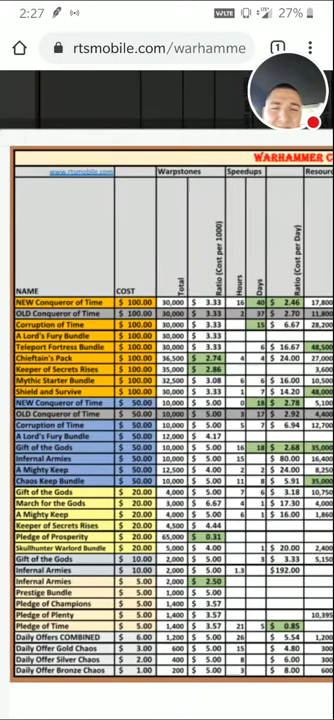 2:27 VoLTE 27%
rtsmobile.com/warhamme 1
WARHAMMER C
www.rtsmobile.com Warpstones Speedups Resourc
NAME COST Total Ratio (Cost per 1000) Hours Days Ratio (Cost per Day)
NEW Conqueror of Time $ 100.00 30,000 $ 3.33 16 40 $ 2.46 17,800
OLD Conqueror of Time $ 100.00 30,000 $ 3.33 2 37 $ 2.70 11,800
Corruption of Time $ 100.00 30,000 $ 3.33 15 $ 6.67 28,200
A Lord's Fury Bundle $ 100.00 30,000 $ 3.33
Teleport Fortress Bundle $ 100.00 30,000 $ 3.33 6 $ 16.67 48,500
Chieftain's Pack $ 100.00 36,500 $ 2.74 4 4 $ 24.00 27,000
Keeper of Secrets Rises $ 100.00 35,000 $ 2.86 3,600
Mythic Starter Bundle $ 100.00 32,500 $ 3.08 6 6 $ 16.00 10,500
Shield and Survive $ 100.00 30,000 $ 3.33 1 7 $ 14.20 48,000
NEW Conqueror of Time $ 50.00 10,000 $ 5.00 0 18 $ 2.78 5,100
OLD Conqueror of Time $ 50.00 10,000 $ 5.00 3 17 $ 2.92 4,400
Corruption of Time $ 50.00 10,000 $ 5.00 5 7 $ 6.94 12,700
A Lord's Fury Bundle $ 50.00 12,000 $ 4.17
Gift of the Gods $ 50.00 10,000 $ 5.00 16 18 $ 2.68 35,000
Infernal Armies $ 50.00 10,000 $ 5.00 15 $ 80.00 16,400
A Mighty Keep $ 50.00 12,500 $ 4.00 2 2 $ 24.00 8,250
Chaos Keep Bundle $ 50.00 10,000 $ 5.00 11 8 $ 5.91 35,000
Gift of the Gods $ 20.00 4,000 $ 5.00 7 6 $ 3.18 10,750
March for the Gods $ 20.00 3,000 $ 6.67 4 1 $ 17.30 4,000
A Mighty Keep $ 20.00 4,000 $ 5.00 6 1 $ 16.00 1,860
Keeper of Secrets Rises $ 20.00 4,500 $ 4.44
Pledge of Prosperity $ 20.00 65,000 $ 0.31
Skullhunter Warlord Bundle $ 20.00 5,000 $ 4.00 1 $ 20.00 2,400
Gift of the Gods $ 10.00 2,000 $ 5.00 3 $ 3.33 5,150
Infernal Armies $ 10.00 2,000 $ 5.00 1.3 $192.00
Infernal Armies $ 5.00 2,000 $ 2.50
Prestige Bundle $ 5.00 1,000 $ 5.00
Pledge of Champions $ 5.00 1,400 $ 3.57
Pledge of Plenty $ 5.00 1,400 $ 3.57 10,395
Pledge of Time $ 5.00 1,400 $ 3.57 21 5 $ 0.85
Daily Offers COMBINED $ 6.00 1,200 $ 5.00 26 $ 5.54 1,200
Daily Offer Gold Chaos $ 3.00 600 $ 5.00 15 $ 4.80 300
Daily Offer Silver Chaos $ 2.00 400 $ 5.00 8 $ 6.00 300
Daily Offer Bronze Chaos $ 1.00 200 $ 5.00 3 $ 8.00 600